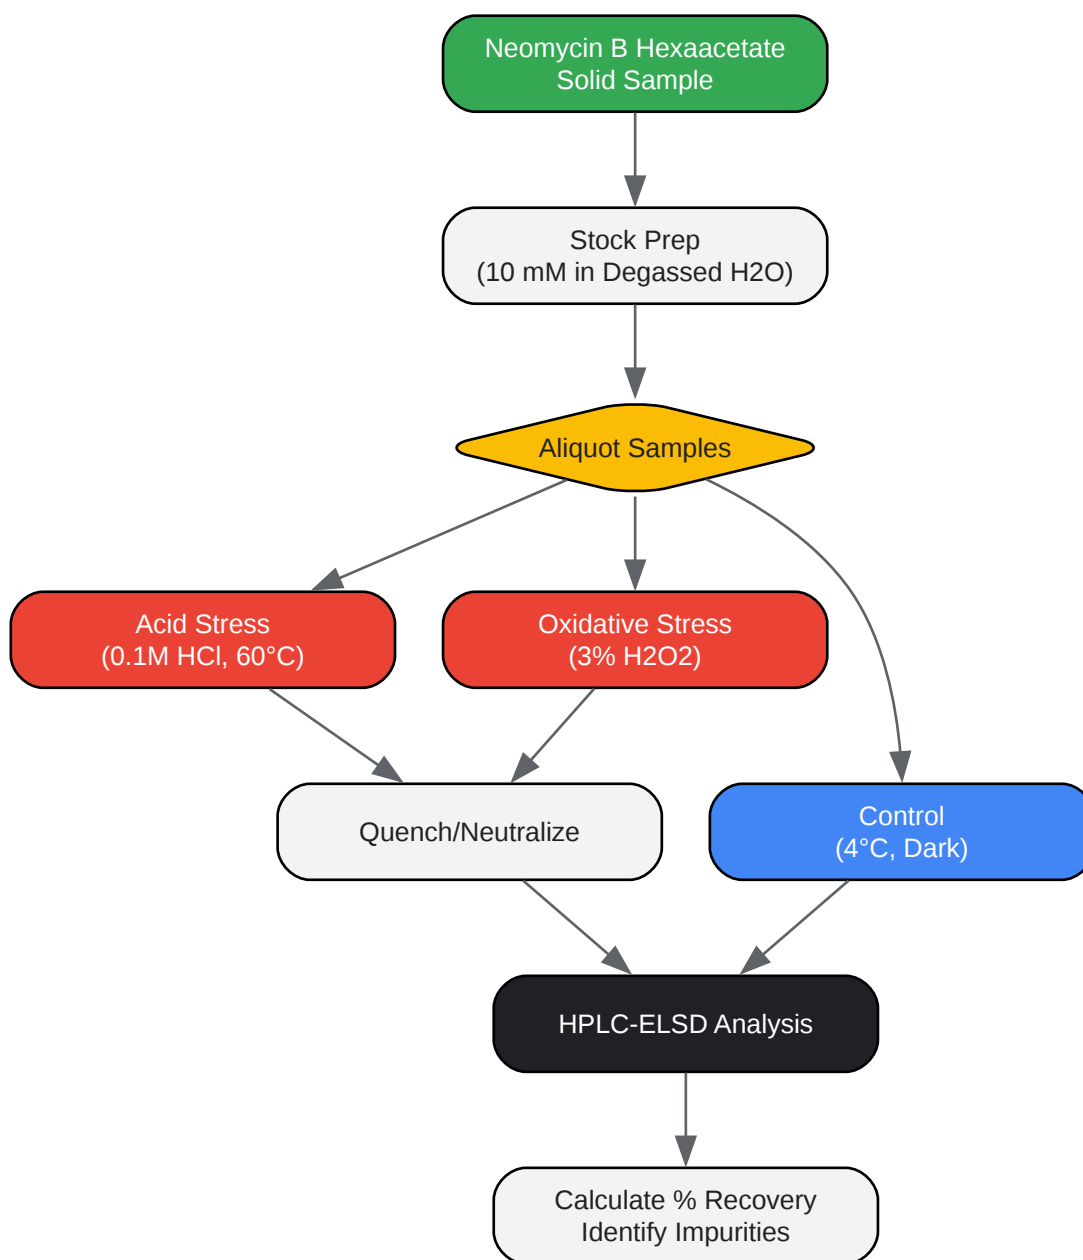 Neomycin B Hexaacetate
Solid Sample
Stock Prep
(10 mM in Degassed H2O)
Aliquot Samples
Acid Stress
(0.1M HCl, 60°C)
Oxidative Stress
(3% H2O2)
Quench/Neutralize
Control
(4°C, Dark)
HPLC-ELSD Analysis
Calculate % Recovery
Identify Impurities